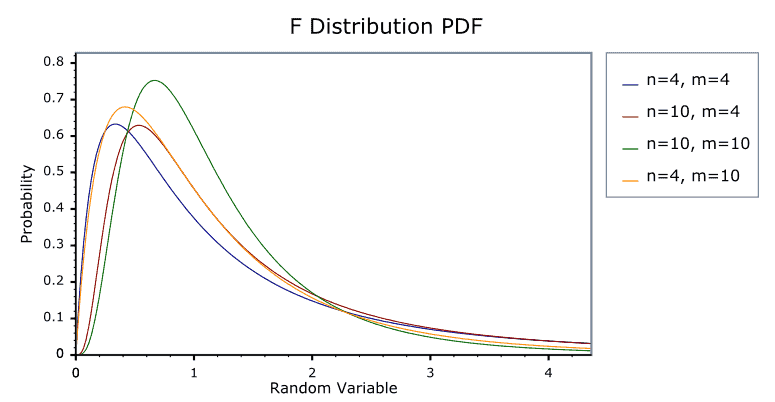 F Distribution PDF
0.8
0.7
0.6
0.5
0.4
0.3
0.2
0.1
0
Probability
0 1 2 3 4
Random Variable
n=4, m=4
n=10, m=4
n=10, m=10
n=4, m=10